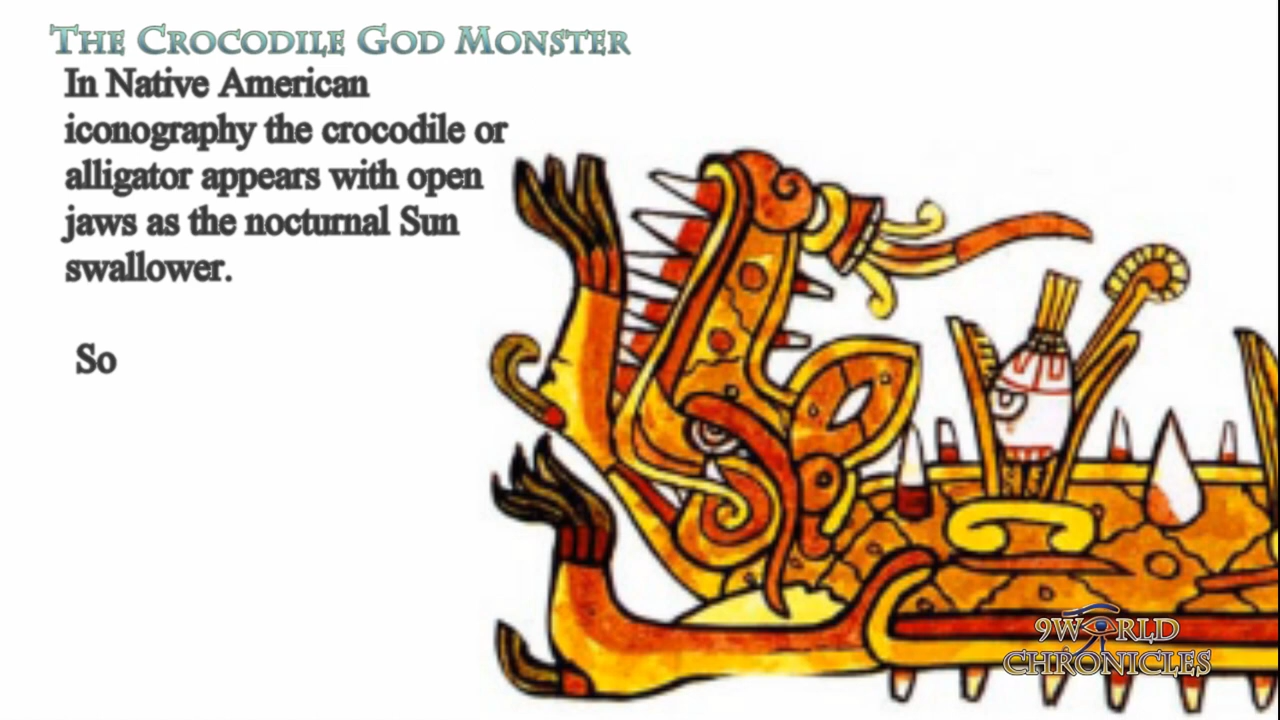 The Crocodile God Monster
In Native American
iconography the crocodile or
alligator appears with open
jaws as the nocturnal Sun
swallower.
So
9WORLD
CHRONICLES